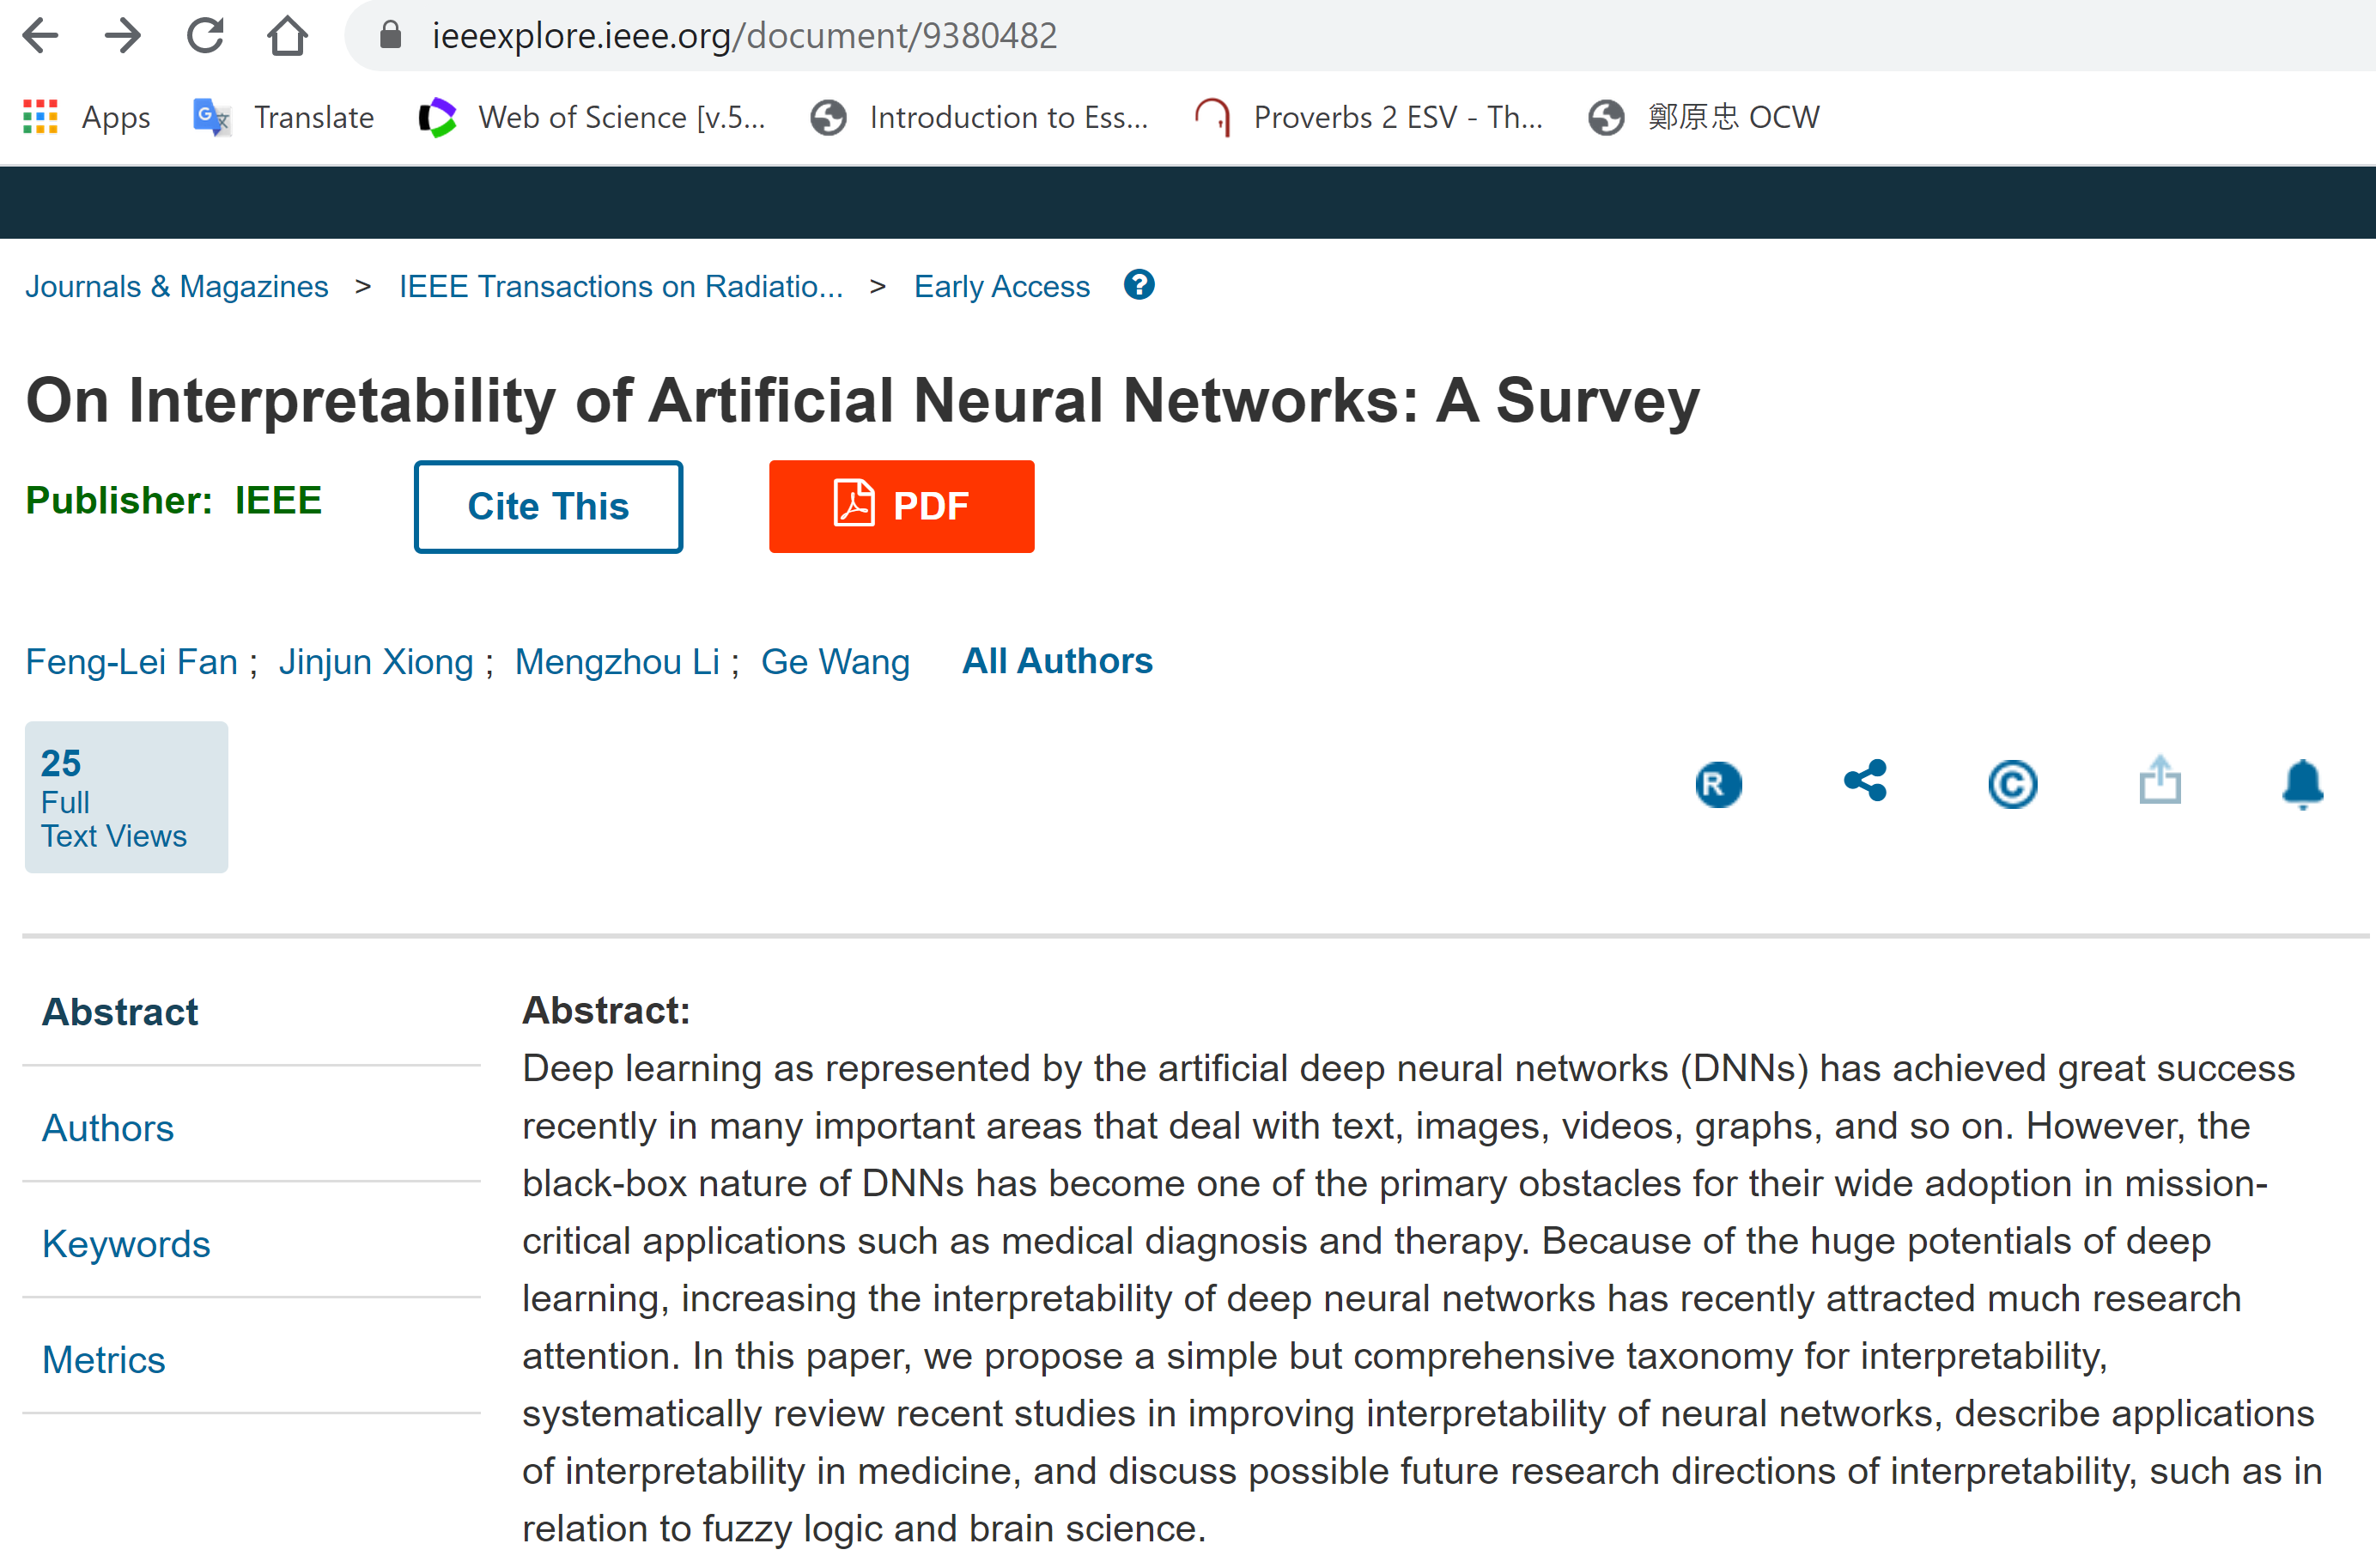 ieeexplore.ieee.org/document/9380482
Apps Translate Web of Science [v.5... Introduction to Ess... Proverbs 2 ESV - Th... 鄭原忠 OCW
Journals & Magazines > IEEE Transactions on Radiatio... > Early Access ?
On Interpretability of Artificial Neural Networks: A Survey
Publisher: IEEE Cite This PDF
Feng-Lei Fan ; Jinjun Xiong ; Mengzhou Li ; Ge Wang All Authors
25
Full
Text Views
R ©
Abstract
Authors
Keywords
Metrics
Abstract:
Deep learning as represented by the artificial deep neural networks (DNNs) has achieved great success
recently in many important areas that deal with text, images, videos, graphs, and so on. However, the
black-box nature of DNNs has become one of the primary obstacles for their wide adoption in mission-
critical applications such as medical diagnosis and therapy. Because of the huge potentials of deep
learning, increasing the interpretability of deep neural networks has recently attracted much research
attention. In this paper, we propose a simple but comprehensive taxonomy for interpretability,
systematically review recent studies in improving interpretability of neural networks, describe applications
of interpretability in medicine, and discuss possible future research directions of interpretability, such as in
relation to fuzzy logic and brain science.